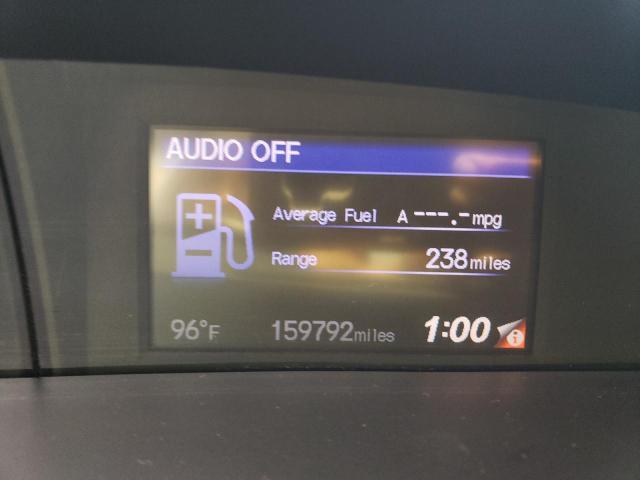 AUDIO OFF
Average Fuel A ---.- mpg
Range 238 miles
96°F 159792 miles 1:00 i